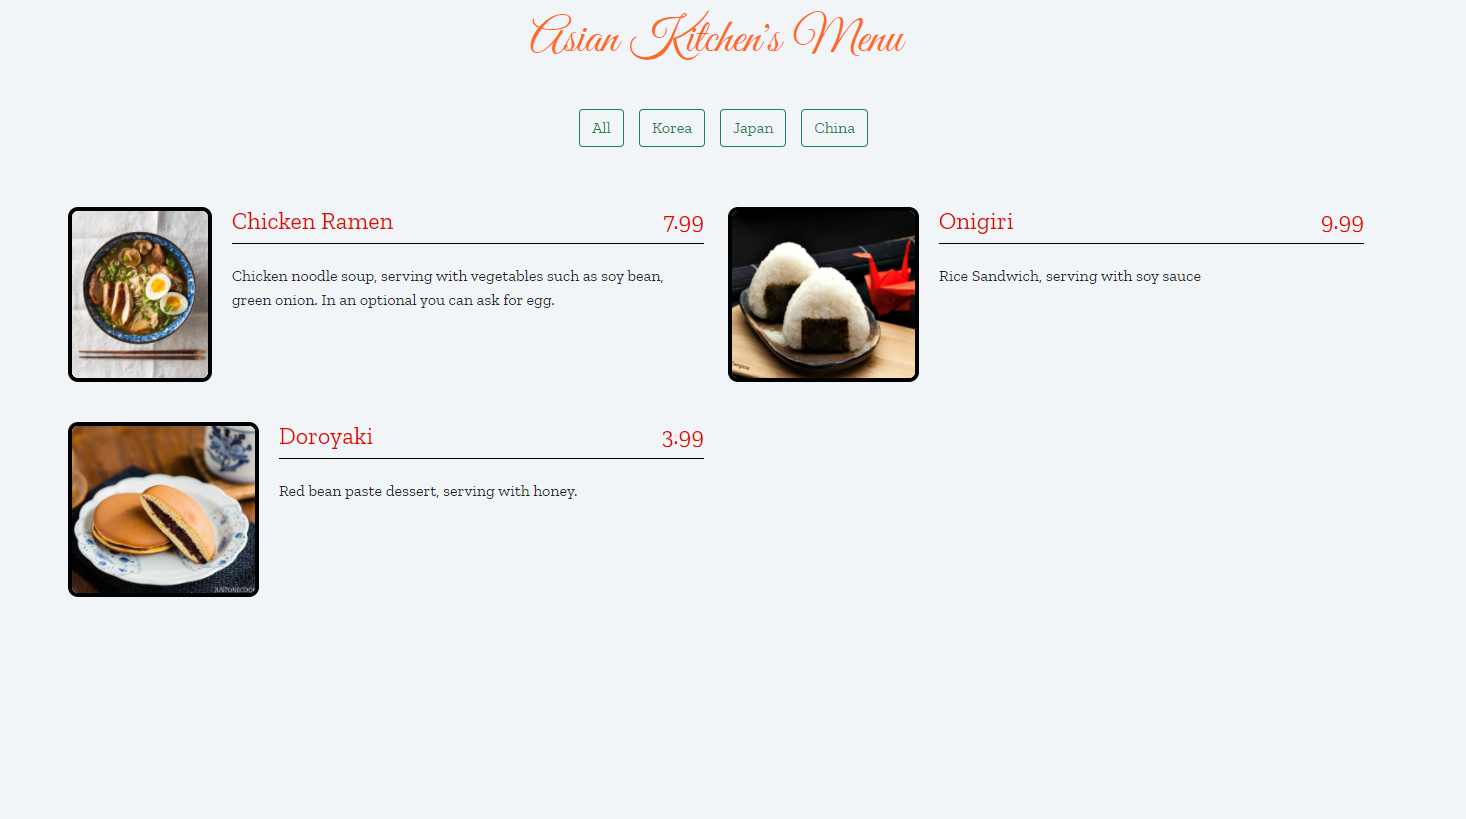 Asian Kitchen's Menu
All Korea Japan China
Chicken Ramen 7.99
Chicken noodle soup, serving with vegetables such as soy bean,
green onion. In an optional you can ask for egg.
Onigiri 9.99
Rice Sandwich, serving with soy sauce
Doroyaki 3.99
Red bean paste dessert, serving with honey.